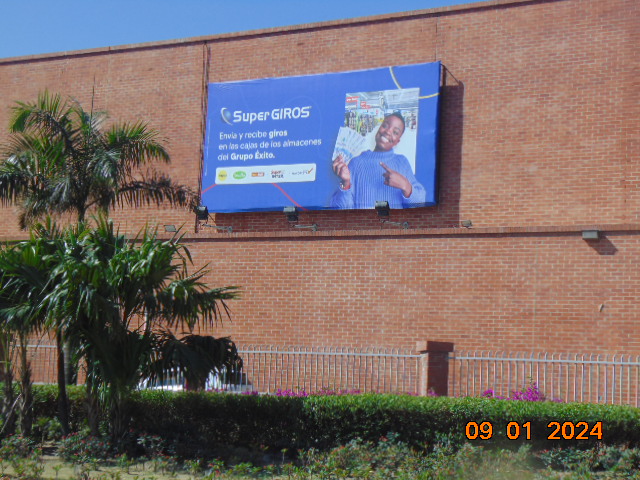 SuperGIROS
Envía y recibe giros
en las cajas de los almacenes
del Grupo Éxito.
09 01 2024